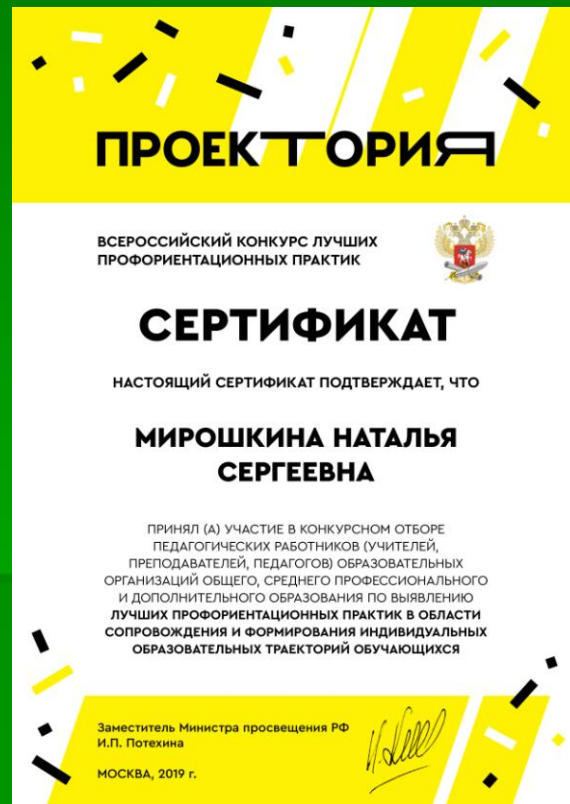 ПРОЕКТОРИЯ
ВСЕРОССИЙСКИЙ КОНКУРС ЛУЧШИХ
ПРОФОРИЕНТАЦИОННЫХ ПРАКТИК
СЕРТИФИКАТ
НАСТОЯЩИЙ СЕРТИФИКАТ ПОДТВЕРЖДАЕТ, ЧТО
МИРОШКИНА НАТАЛЬЯ
СЕРГЕЕВНА
ПРИНЯЛ (А) УЧАСТИЕ В КОНКУРСНОМ ОТБОРЕ
ПЕДАГОГИЧЕСКИХ РАБОТНИКОВ (УЧИТЕЛЕЙ,
ПРЕПОДАВАТЕЛЕЙ, ПЕДАГОГОВ) ОБРАЗОВАТЕЛЬНЫХ
ОРГАНИЗАЦИЙ ОБЩЕГО, СРЕДНЕГО ПРОФЕССИОНАЛЬНОГО
И ДОПОЛНИТЕЛЬНОГО ОБРАЗОВАНИЯ ПО ВЫЯВЛЕНИЮ
ЛУЧШИХ ПРОФОРИЕНТАЦИОННЫХ ПРАКТИК В ОБЛАСТИ
СОПРОВОЖДЕНИЯ И ФОРМИРОВАНИЯ ИНДИВИДУАЛЬНЫХ
ОБРАЗОВАТЕЛЬНЫХ ТРАЕКТОРИЙ ОБУЧАЮЩИХСЯ
Заместитель Министра просвещения РФ
И.П. Потехина
МОСКВА, 2019 г.